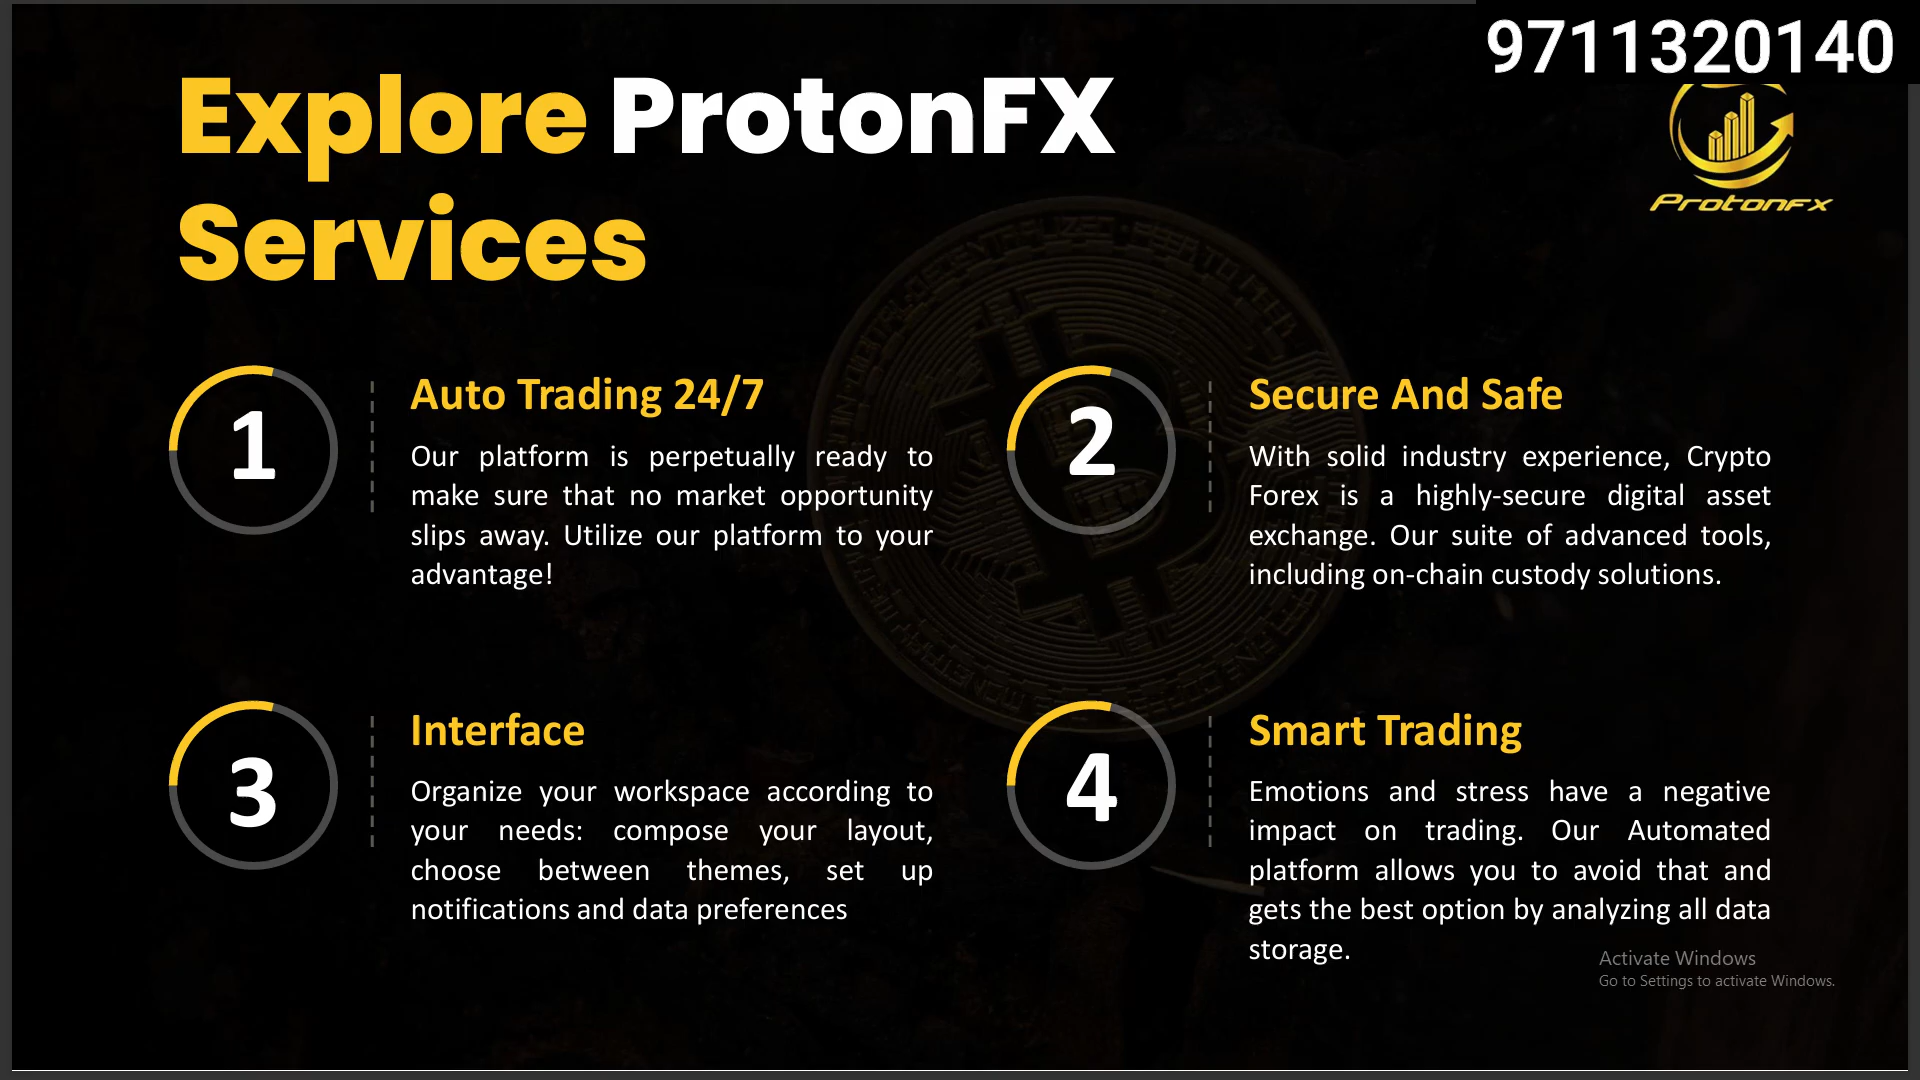 9711320140
Explore ProtonFX
Services
Protonfx
1
Auto Trading 24/7
Our platform is perpetually ready to
make sure that no market opportunity
slips away. Utilize our platform to your
advantage!
2
Secure And Safe
With solid industry experience, Crypto
Forex is a highly-secure digital asset
exchange. Our suite of advanced tools,
including on-chain custody solutions.
3
Interface
Organize your workspace according to
your needs: compose your layout,
choose between themes, set up
notifications and data preferences
4
Smart Trading
Emotions and stress have a negative
impact on trading. Our Automated
platform allows you to avoid that and
gets the best option by analyzing all data
storage.
Activate Windows
Go to Settings to activate Windows.